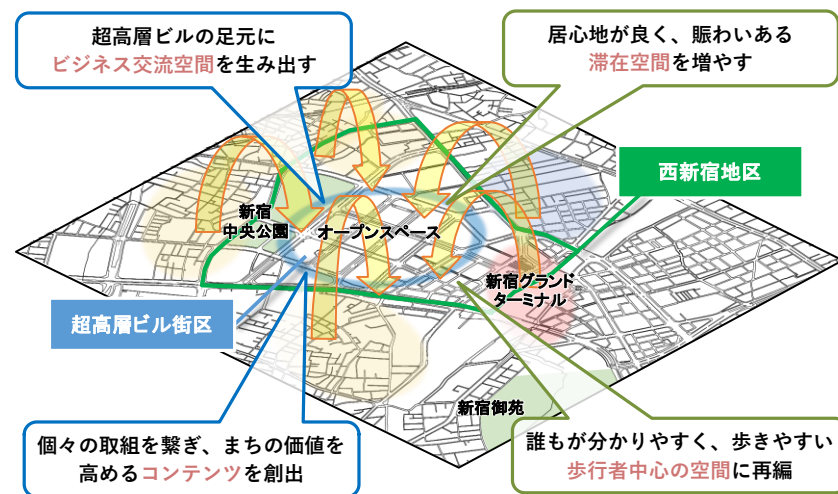 超高層ビルの足元に
ビジネス交流空間を生み出す
居心地が良く、賑わいある
滞在空間を増やす
西新宿地区
新宿
中央公園
オープンスペース
新宿グランド
ターミナル
超高層ビル街区
新宿御苑
個々の取組を繋ぎ、まちの価値を
高めるコンテンツを創出
誰もが分かりやすく、歩きやすい
歩行者中心の空間に再編